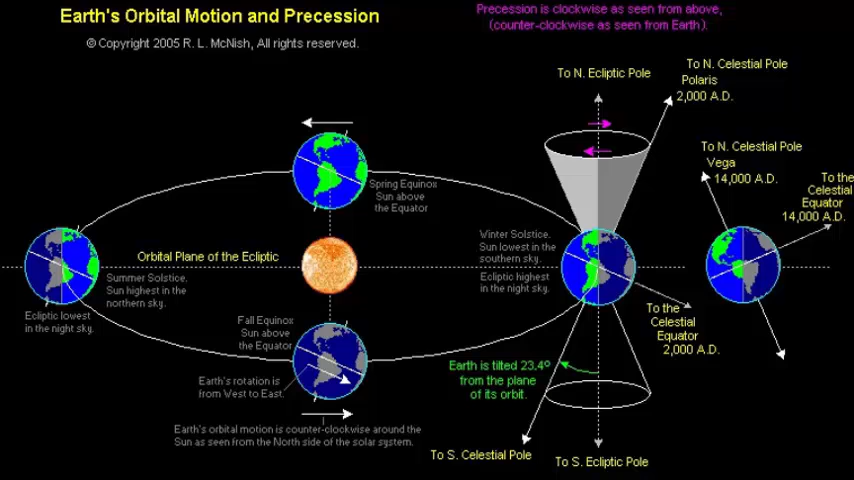 Earth's Orbital Motion and Precession
© Copyright 2005 R. L. McNish, All rights reserved.
Precession is clockwise as seen from above,
(counter-clockwise as seen from Earth).
To N. Ecliptic Pole
To N. Celestial Pole
Polaris
2,000 A.D.
To N. Celestial Pole
Vega
14,000 A.D.
To the
Celestial
Equator
14,000 A.D.
Spring Equinox
Sun above
the Equator
Winter Solstice.
Sun lowest in the
southern sky.
Ecliptic highest
in the night sky.
Orbital Plane of the Ecliptic
Summer Solstice.
Sun highest in the
northern sky.
Ecliptic lowest
in the night sky.
Fall Equinox
Sun above
the Equator
To the
Celestial
Equator
2,000 A.D.
Earth is tilted 23.4º
from the plane
of its orbit.
Earth's rotation is
from West to East.
Earth's orbital motion is counter-clockwise around the
Sun as seen from the North side of the solar system.
To S. Celestial Pole
To S. Ecliptic Pole